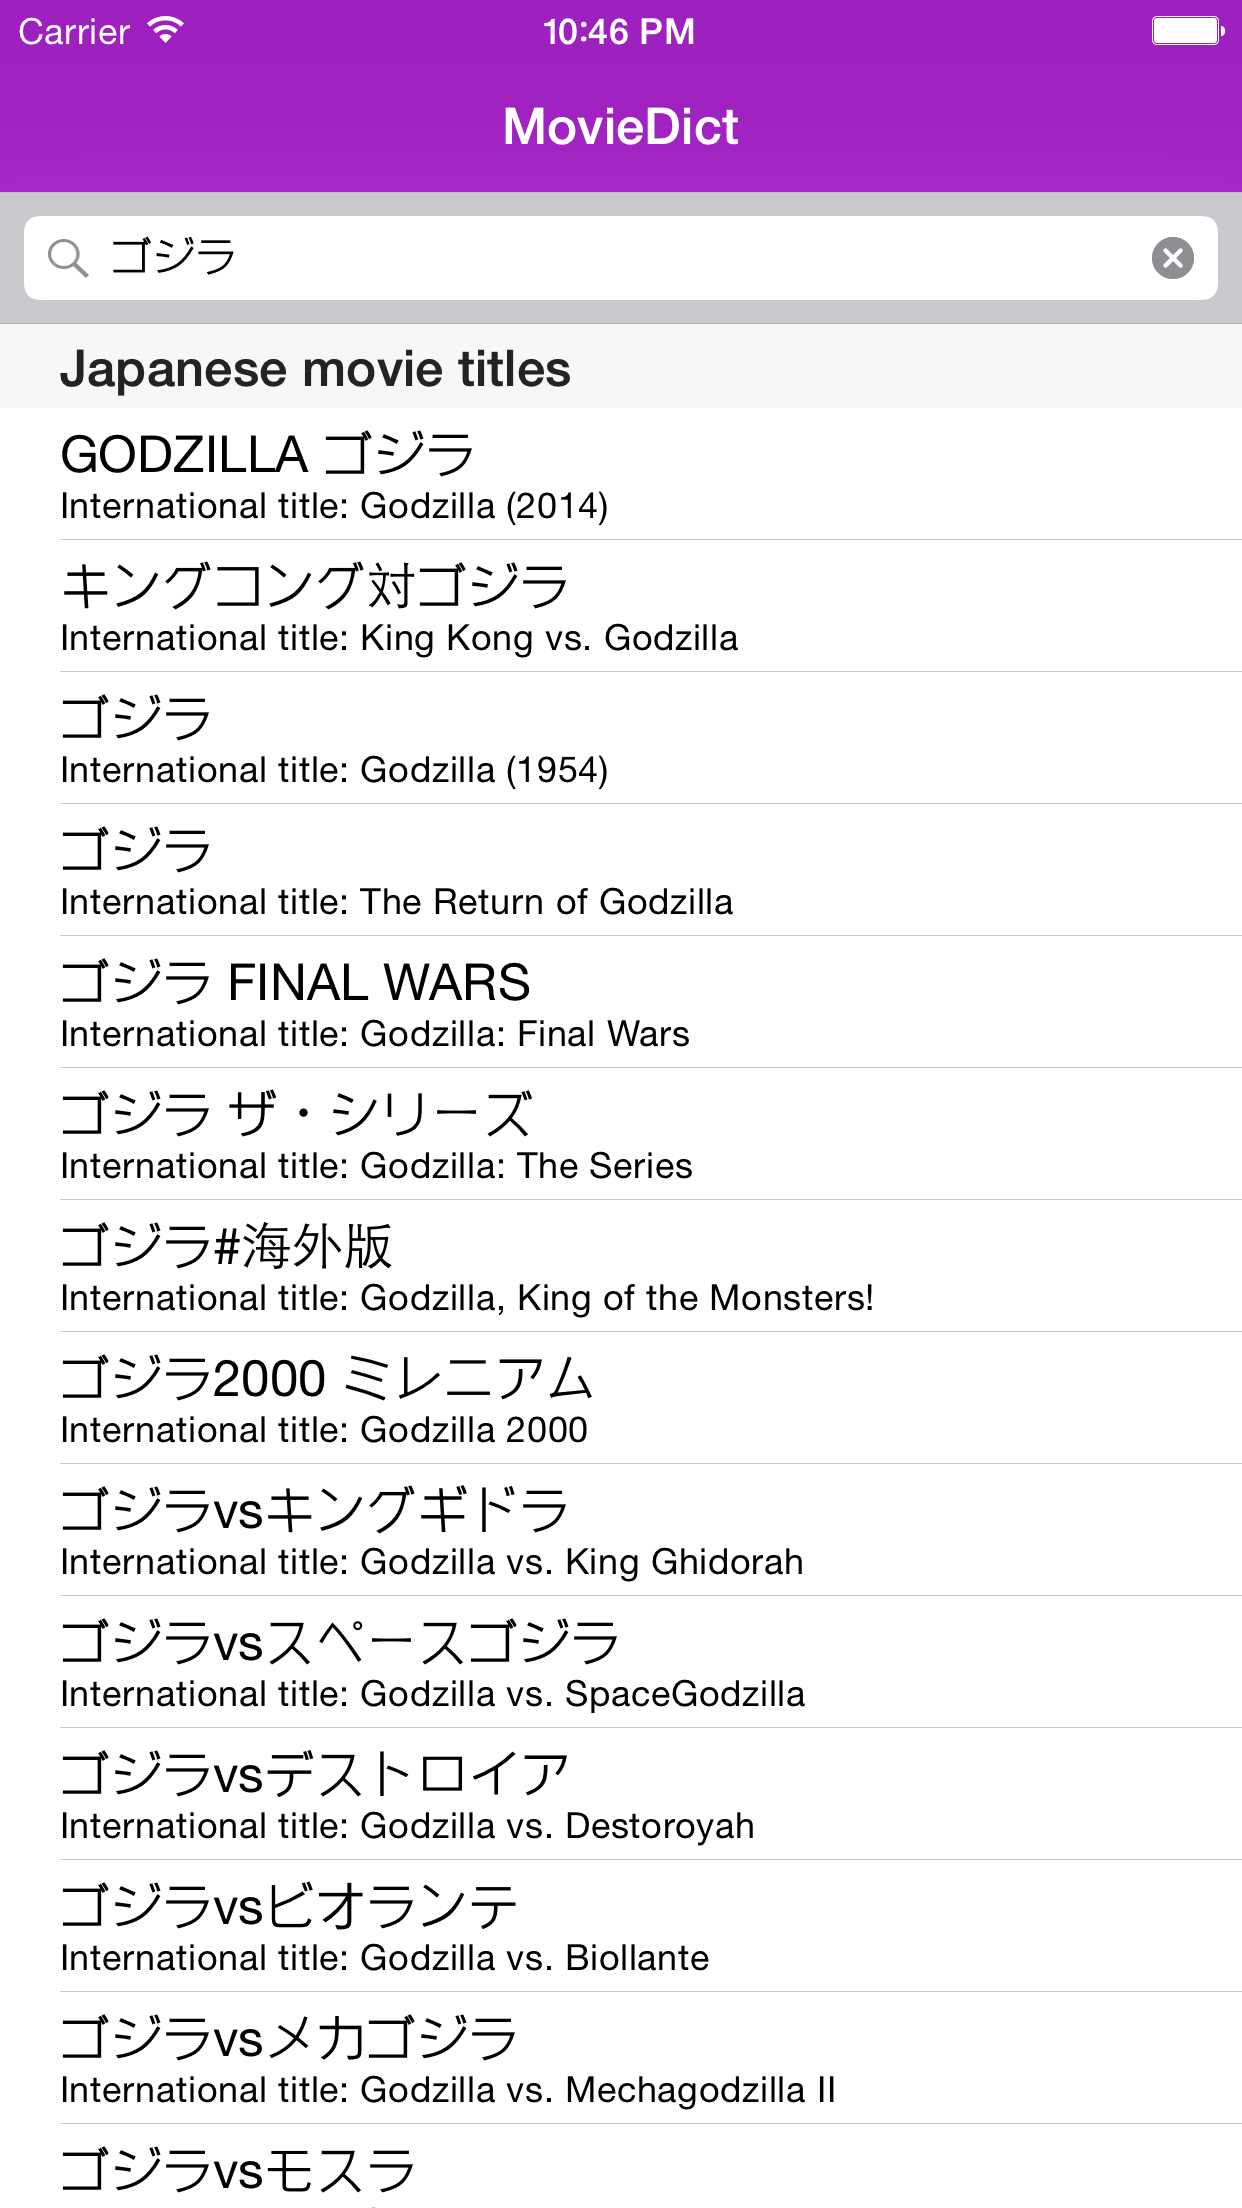 Carrier 10:46 PM
MovieDict
ゴジラ
Japanese movie titles
GODZILLA ゴジラ
International title: Godzilla (2014)
キングコング対ゴジラ
International title: King Kong vs. Godzilla
ゴジラ
International title: Godzilla (1954)
ゴジラ
International title: The Return of Godzilla
ゴジラ FINAL WARS
International title: Godzilla: Final Wars
ゴジラ ザ・シリーズ
International title: Godzilla: The Series
ゴジラ#海外版
International title: Godzilla, King of the Monsters!
ゴジラ2000 ミレニアム
International title: Godzilla 2000
ゴジラvsキングギドラ
International title: Godzilla vs. King Ghidorah
ゴジラvsスペースゴジラ
International title: Godzilla vs. SpaceGodzilla
ゴジラvsデストロイア
International title: Godzilla vs. Destoroyah
ゴジラvsビオランテ
International title: Godzilla vs. Biollante
ゴジラvsメカゴジラ
International title: Godzilla vs. Mechagodzilla II
ゴジラvsモスラ